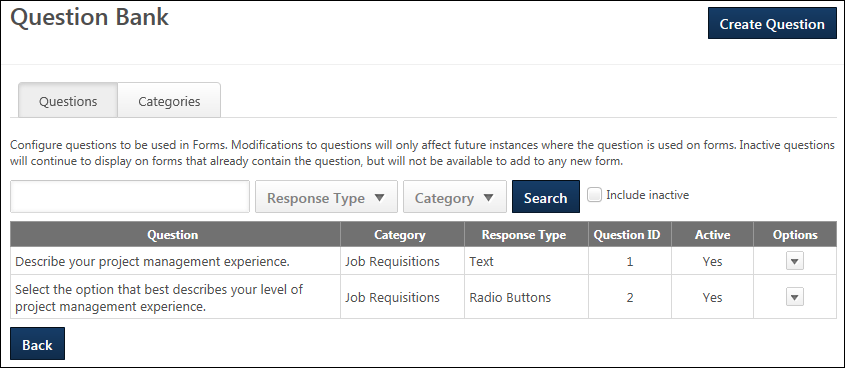 Question Bank
Create Question
Questions
Categories
Configure questions to be used in Forms. Modifications to questions will only affect future instances where the question is used on forms. Inactive questions
will continue to display on forms that already contain the question, but will not be available to add to any new form.
Response Type
Category
Search
Include inactive
Question Category Response Type Question ID Active Options
Describe your project management experience. Job Requisitions Text 1 Yes
Select the option that best describes your level of
project management experience. Job Requisitions Radio Buttons 2 Yes
Back